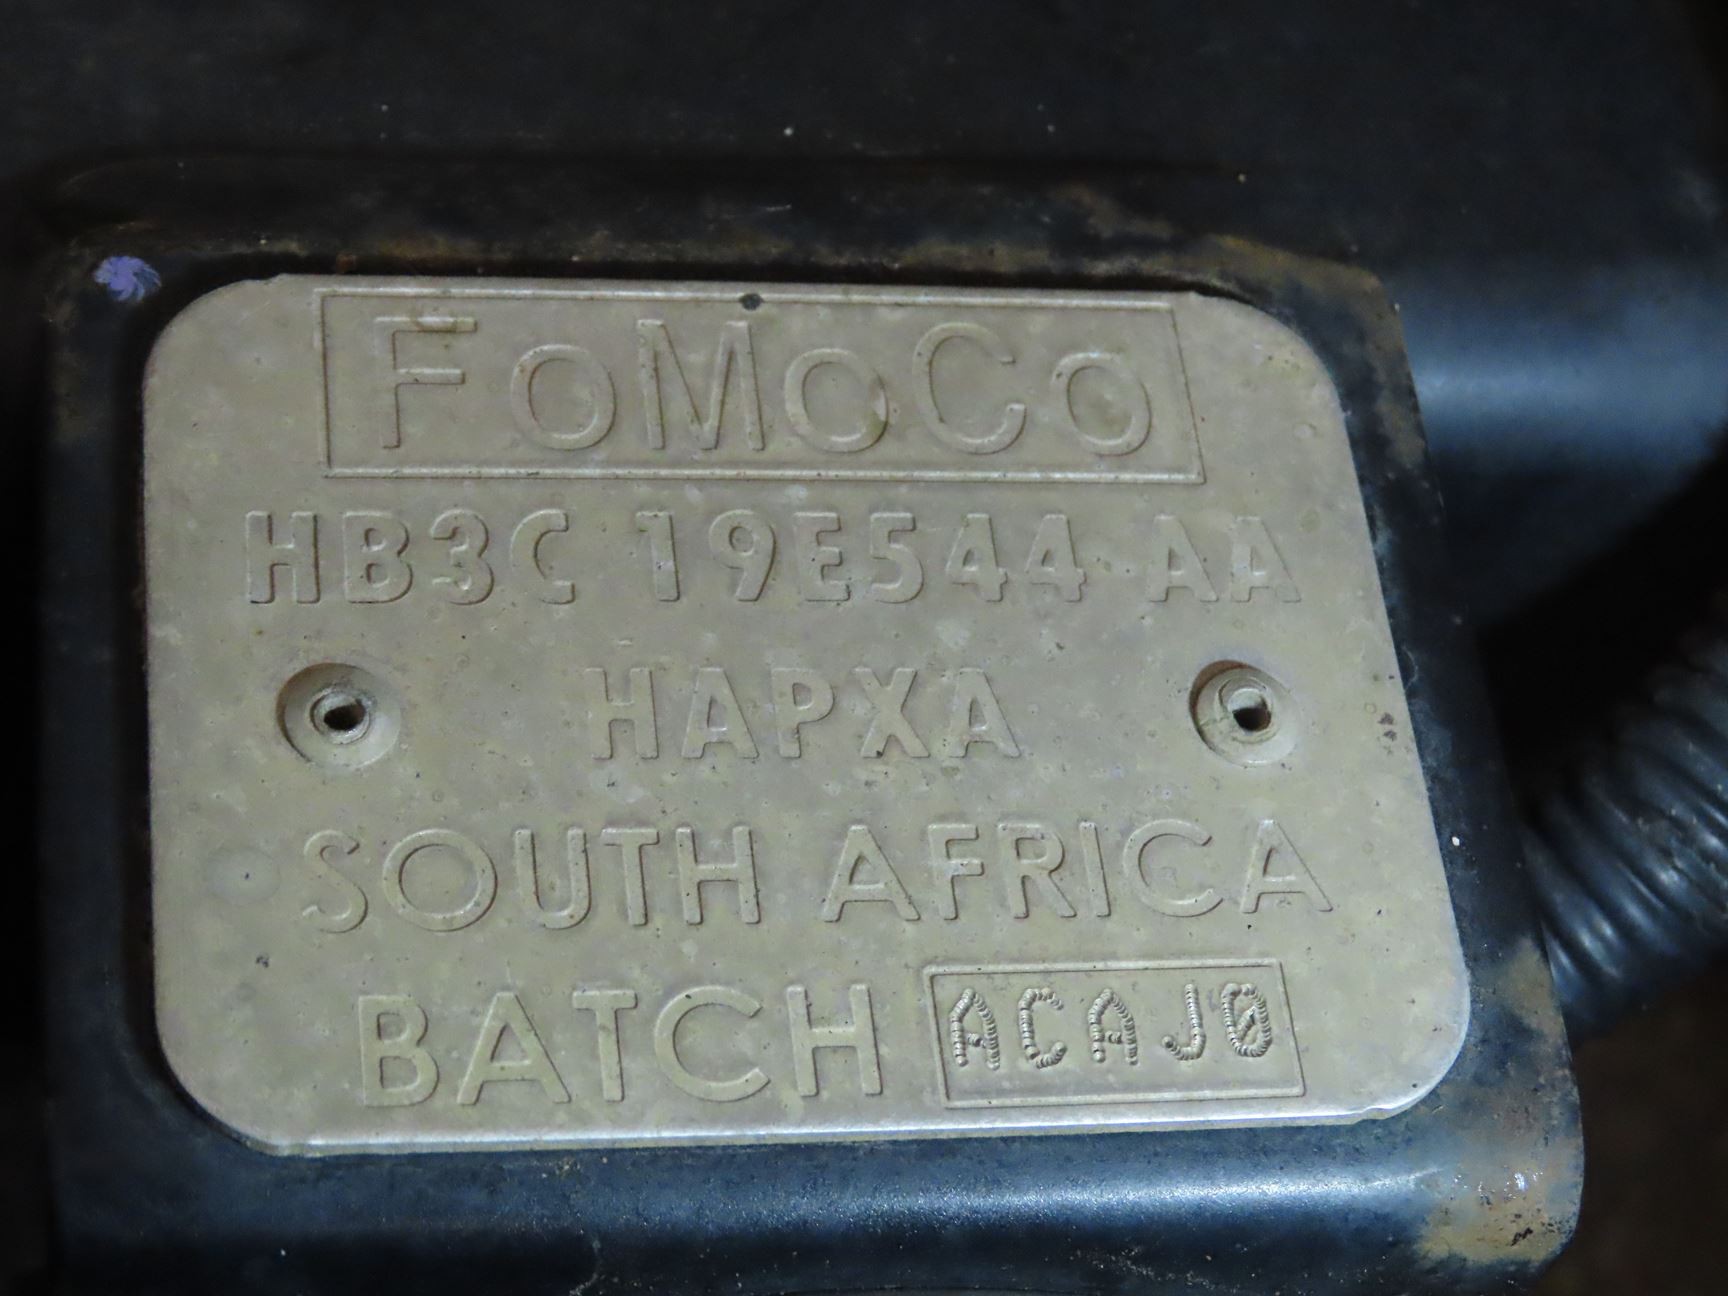 FoMoCo
HB3C 19E544-AA
HAPXA
SOUTH AFRICA
BATCH ACAJ0